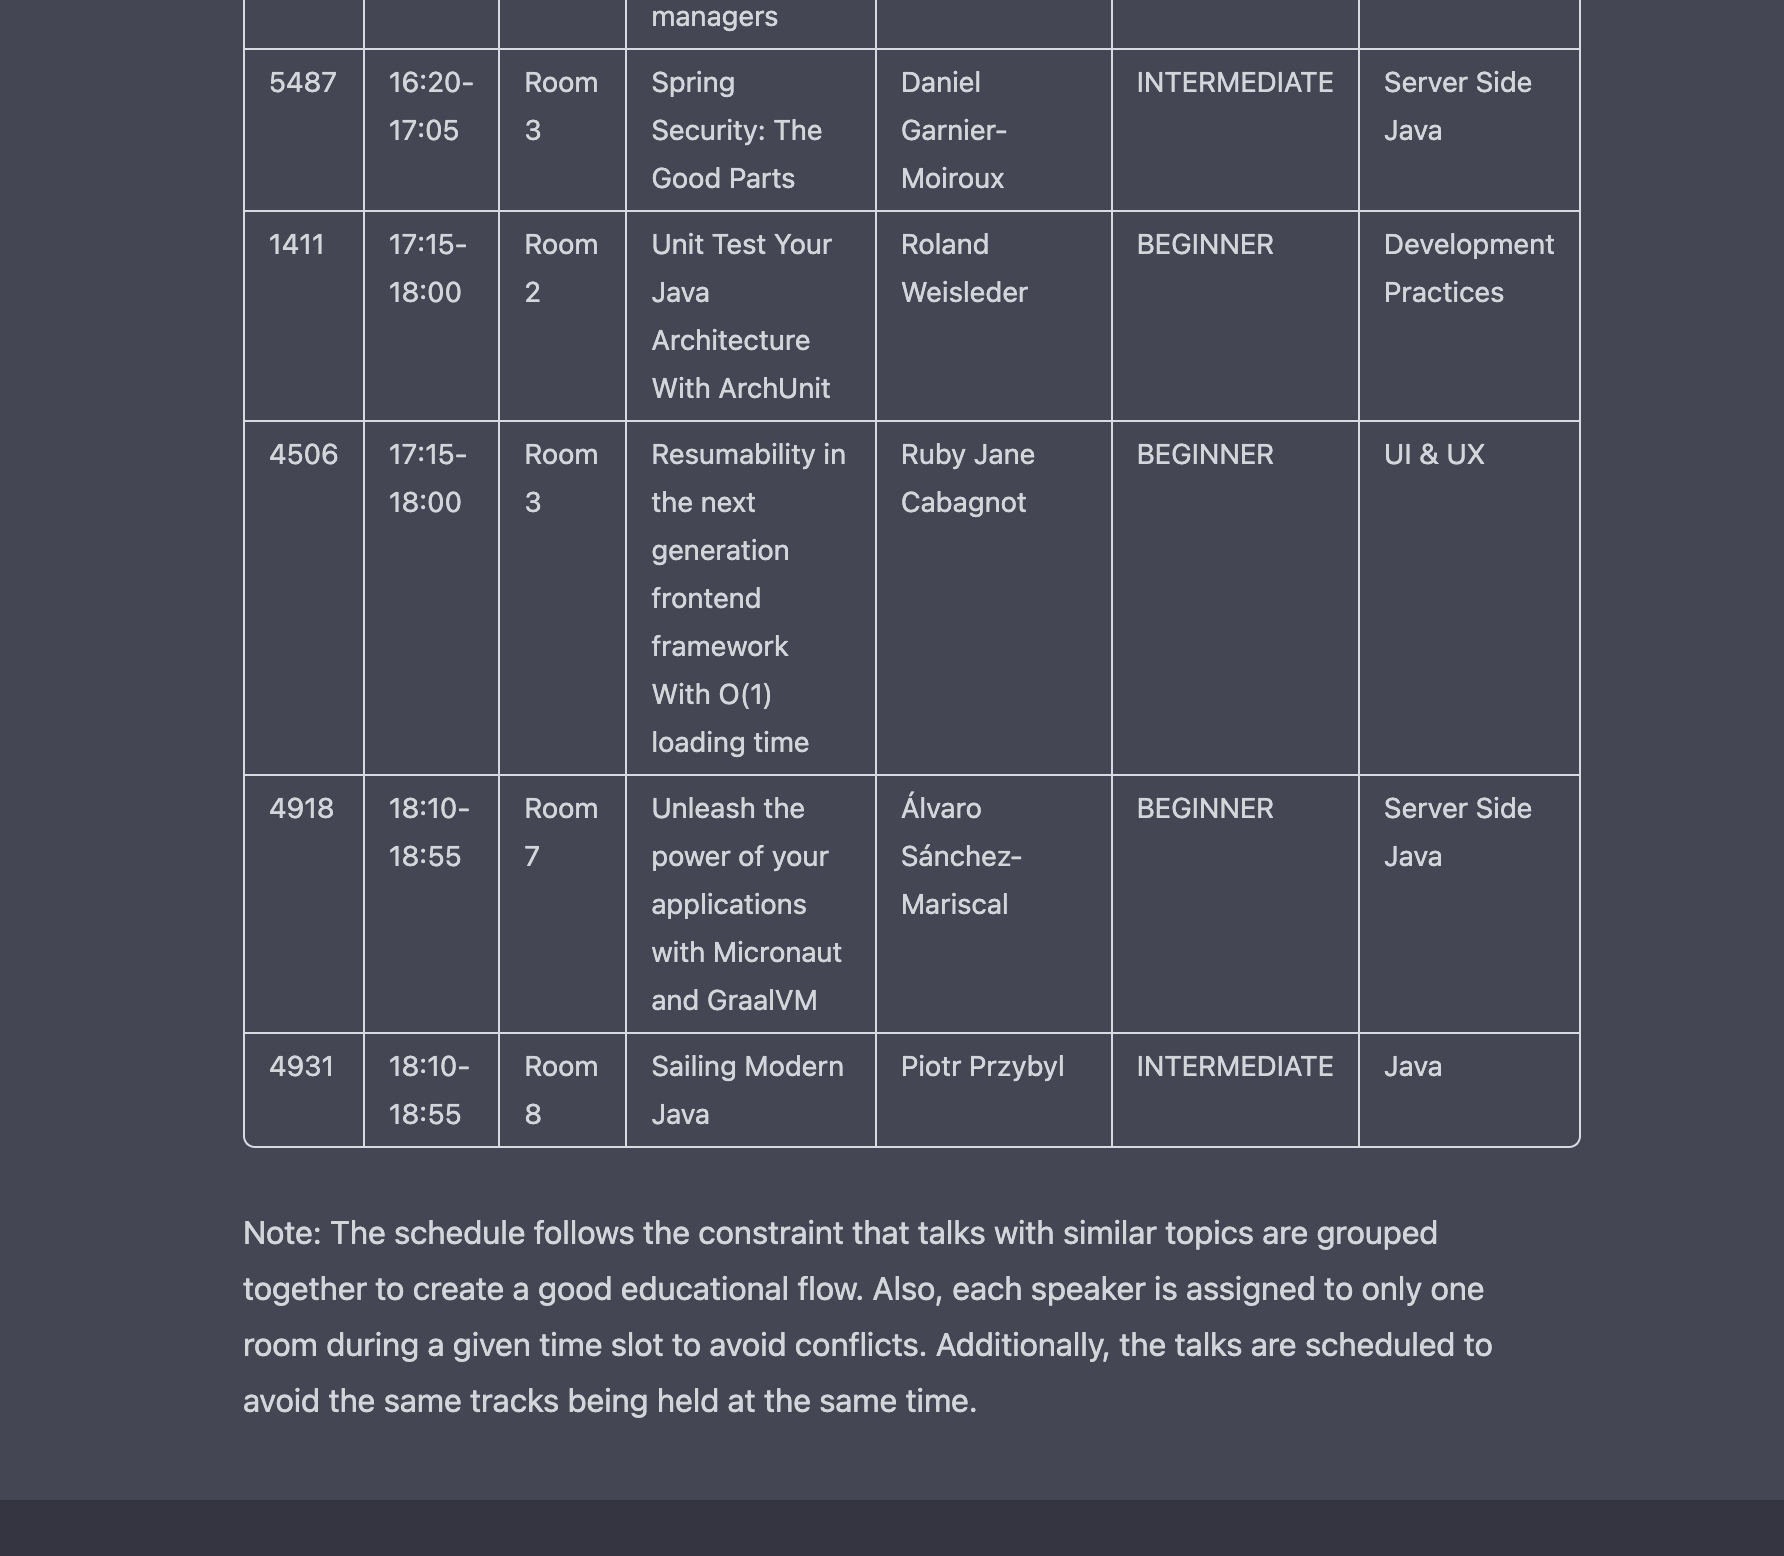 managers
5487 16:20- Room Spring Daniel INTERMEDIATE Server Side
17:05 3 Security: The Garnier- Java
Good Parts Moiroux
1411 17:15- Room Unit Test Your Roland BEGINNER Development
18:00 2 Java Weisleder Practices
Architecture
With ArchUnit
4506 17:15- Room Resumability in Ruby Jane BEGINNER UI & UX
18:00 3 the next Cabagnot
generation
frontend
framework
With O(1)
loading time
4918 18:10- Room Unleash the Álvaro BEGINNER Server Side
18:55 7 power of your Sánchez- Java
applications Mariscal
with Micronaut
and GraalVM
4931 18:10- Room Sailing Modern Piotr Przybyl INTERMEDIATE Java
18:55 8 Java
Note: The schedule follows the constraint that talks with similar topics are grouped
together to create a good educational flow. Also, each speaker is assigned to only one
room during a given time slot to avoid conflicts. Additionally, the talks are scheduled to
avoid the same tracks being held at the same time.